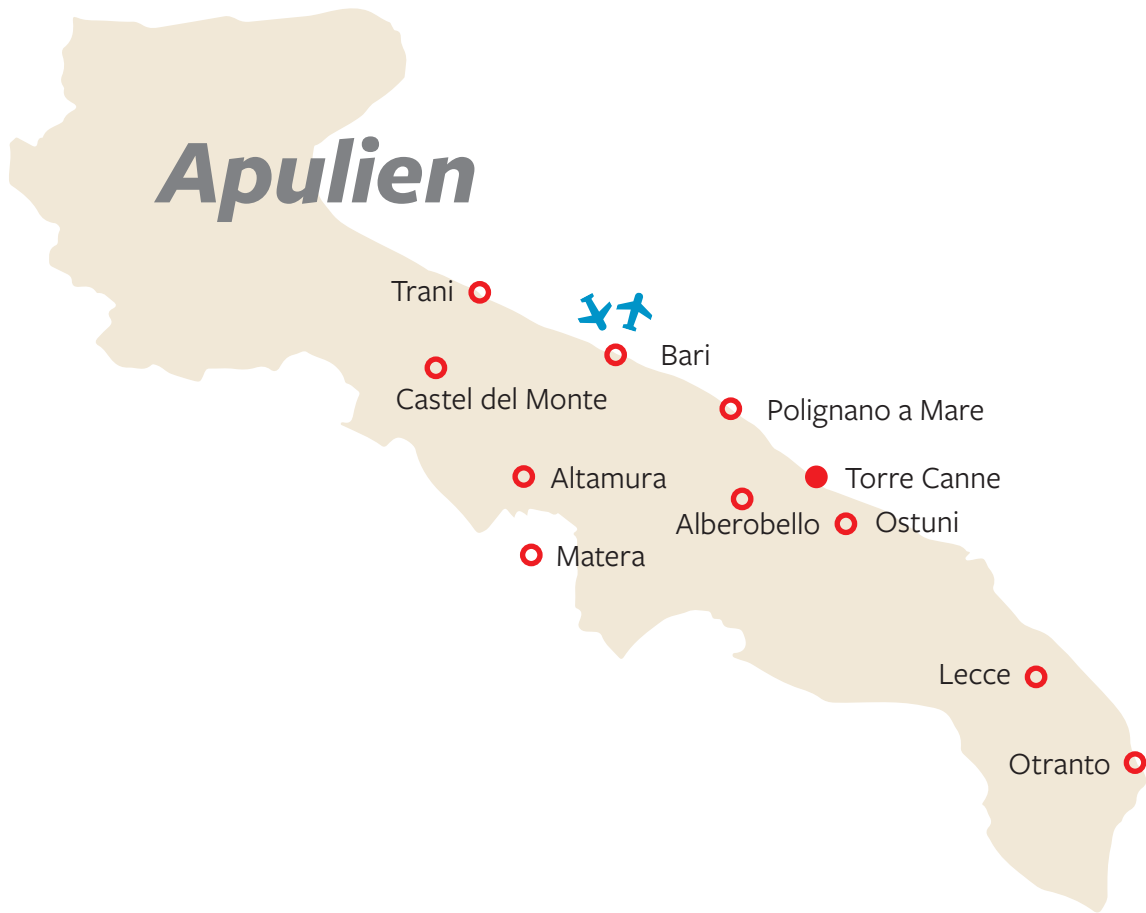 Apulien
Trani
Bari
Castel del Monte
Polignano a Mare
Altamura
Torre Canne
Alberobello
Ostuni
Matera
Lecce
Otranto